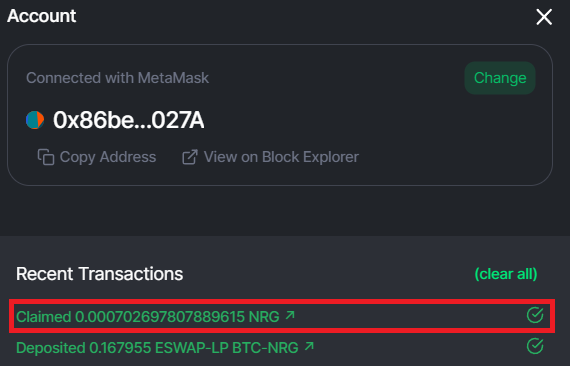 Account
Connected with MetaMask
Change
0x86be...027A
Copy Address
View on Block Explorer
Recent Transactions
(clear all)
Claimed 0.000702697807889615 NRG ↗
Deposited 0.167955 ESWAP-LP BTC-NRG ↗